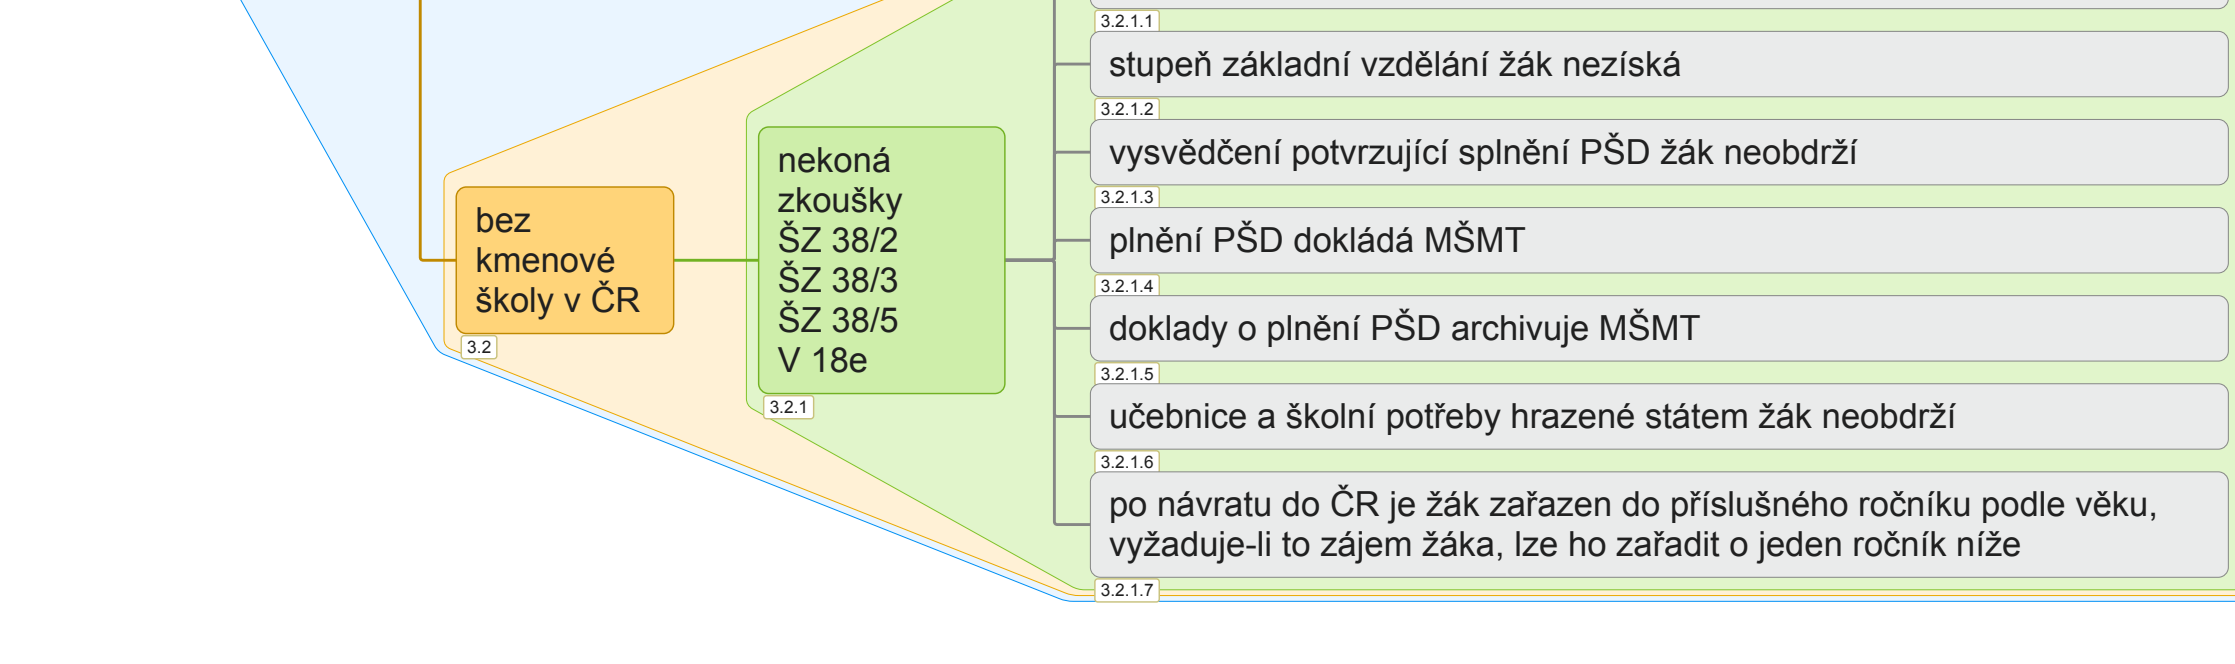 bez
kmenové
školy v ČR
3.2
nekoná
zkoušky
ŠZ 38/2
ŠZ 38/3
ŠZ 38/5
V 18e
3.2.1
3.2.1.1
stupeň základní vzdělání žák nezíská
3.2.1.2
vysvědčení potvrzující splnění PŠD žák neobdrží
3.2.1.3
plnění PŠD dokládá MŠMT
3.2.1.4
doklady o plnění PŠD archivuje MŠMT
3.2.1.5
učebnice a školní potřeby hrazené státem žák neobdrží
3.2.1.6
po návratu do ČR je žák zařazen do příslušného ročníku podle věku,
vyžaduje-li to zájem žáka, lze ho zařadit o jeden ročník níže
3.2.1.7